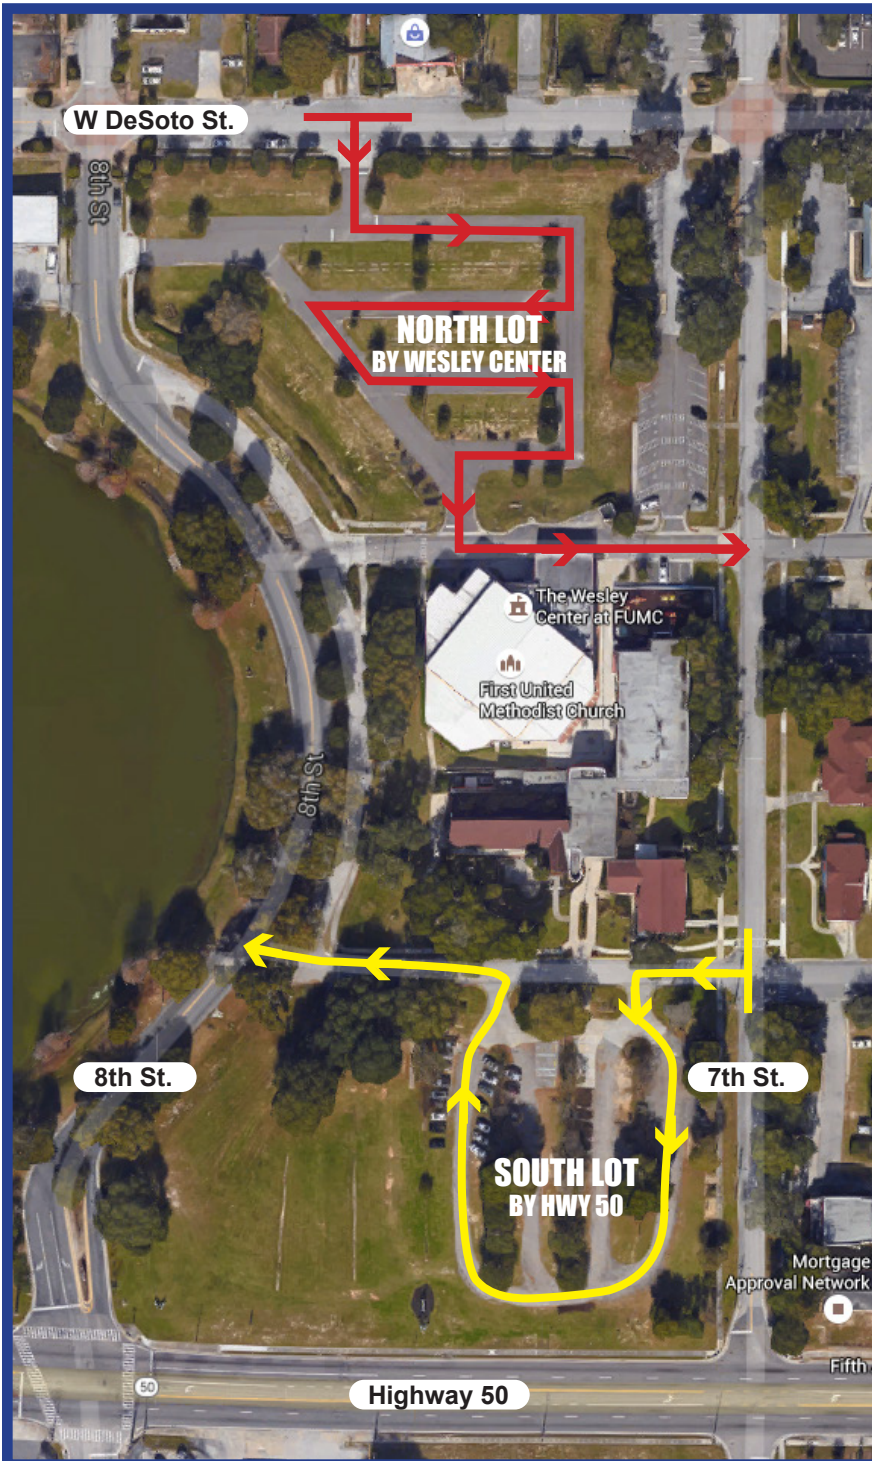 W DeSoto St.
8th St
NORTH LOT
BY WESLEY CENTER
The Wesley
Center at FUMC
First United
Methodist Church
8th St
8th St.
7th St.
SOUTH LOT
BY HWY 50
Mortgage
Approval Network
Fifth
50
Highway 50